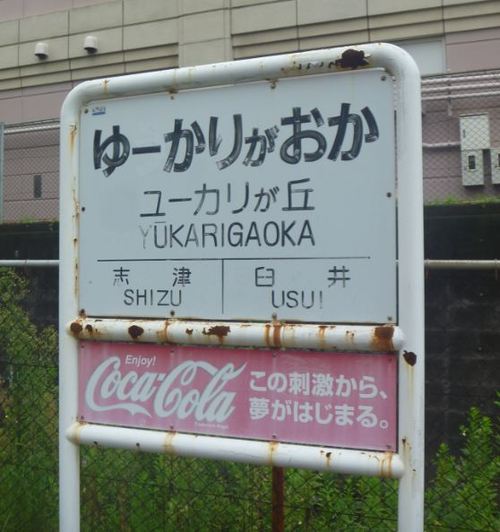 ゆーかりがおか
ユーカリが丘
YŪKARIGAOKA
志津 臼井
SHIZU USUI
Enjoy!
Coca-Cola
この刺激から、
夢がはじまる。